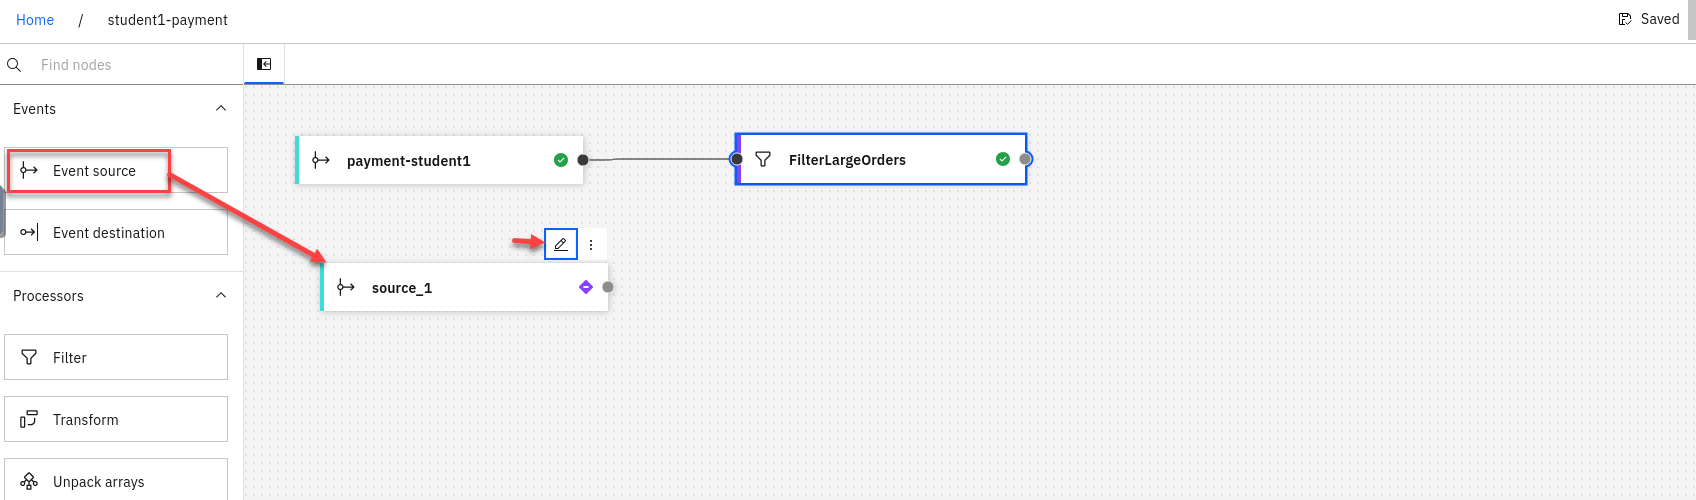 Home / student1-payment
Saved
Find nodes
Events
Event source
Event destination
Processors
Filter
Transform
Unpack arrays
payment-student1
FilterLargeOrders
source_1